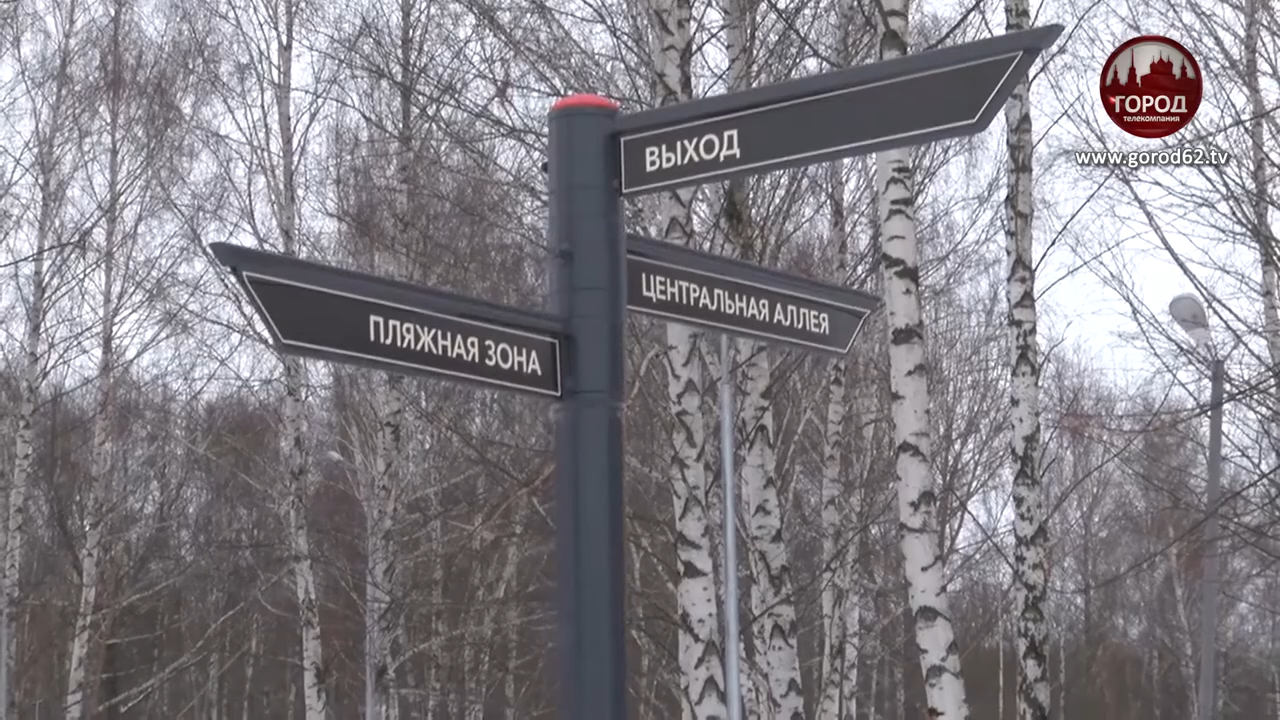 ВЫХОД
ЦЕНТРАЛЬНАЯ АЛЛЕЯ
ПЛЯЖНАЯ ЗОНА
ГОРОД
телекомпания
www.gorod62.tv